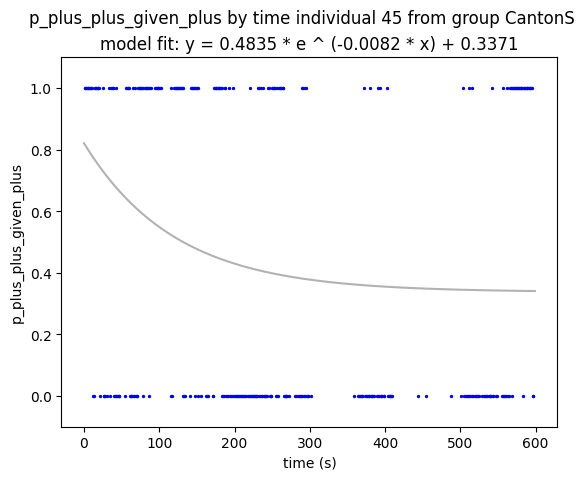 p_plus_plus_given_plus by time individual 45 from group CantonS
model fit: y = 0.4835 * e ^ (-0.0082 * x) + 0.3371
1.0
0.8
0.6
0.4
0.2
0.0
p_plus_plus_given_plus
0 100 200 300 400 500 600
time (s)